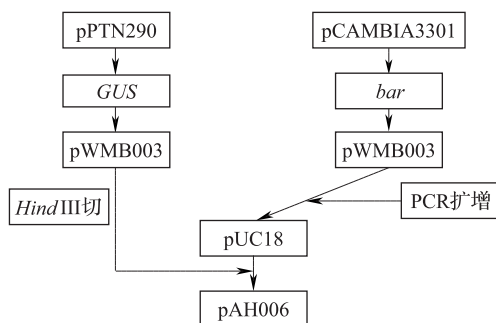 pPTN290
pCAMBIA3301
GUS
bar
pWMB003
pWMB003
HindⅢ切
PCR扩增
pUC18
pAH006